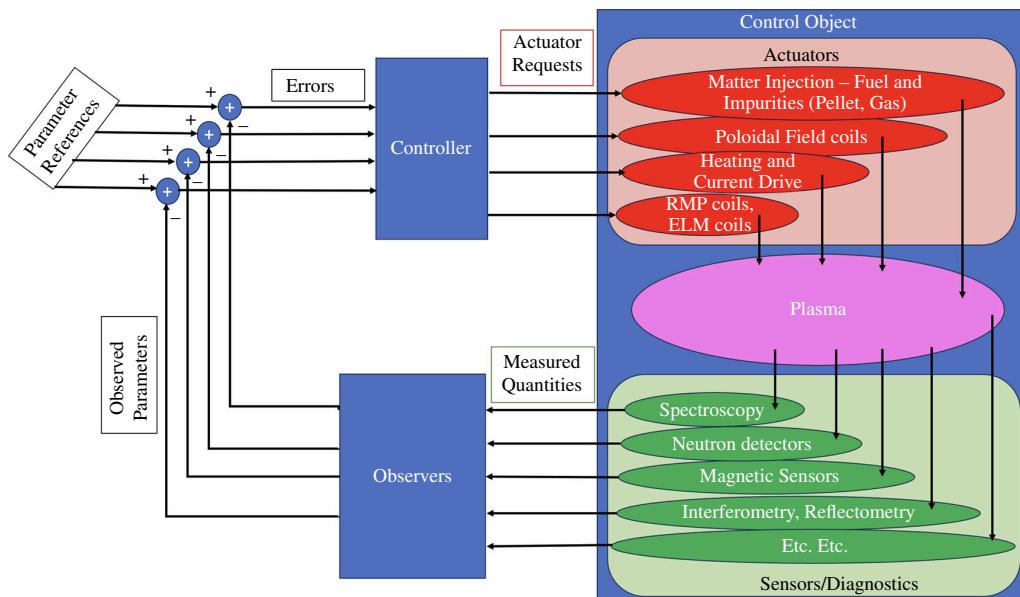 Control Object
Actuator
Requests
Actuators
Matter Injection – Fuel and
Impurities (Pellet, Gas)
Errors
+
+
+
+
+
+
+
+
−
−
−
−
Parameter
References
Controller
Poloidal Field coils
Heating and
Current Drive
RMP coils,
ELM coils
Plasma
Observed
Parameters
Measured
Quantities
Observers
Spectroscopy
Neutron detectors
Magnetic Sensors
Interferometry, Reflectometry
Etc. Etc.
Sensors/Diagnostics